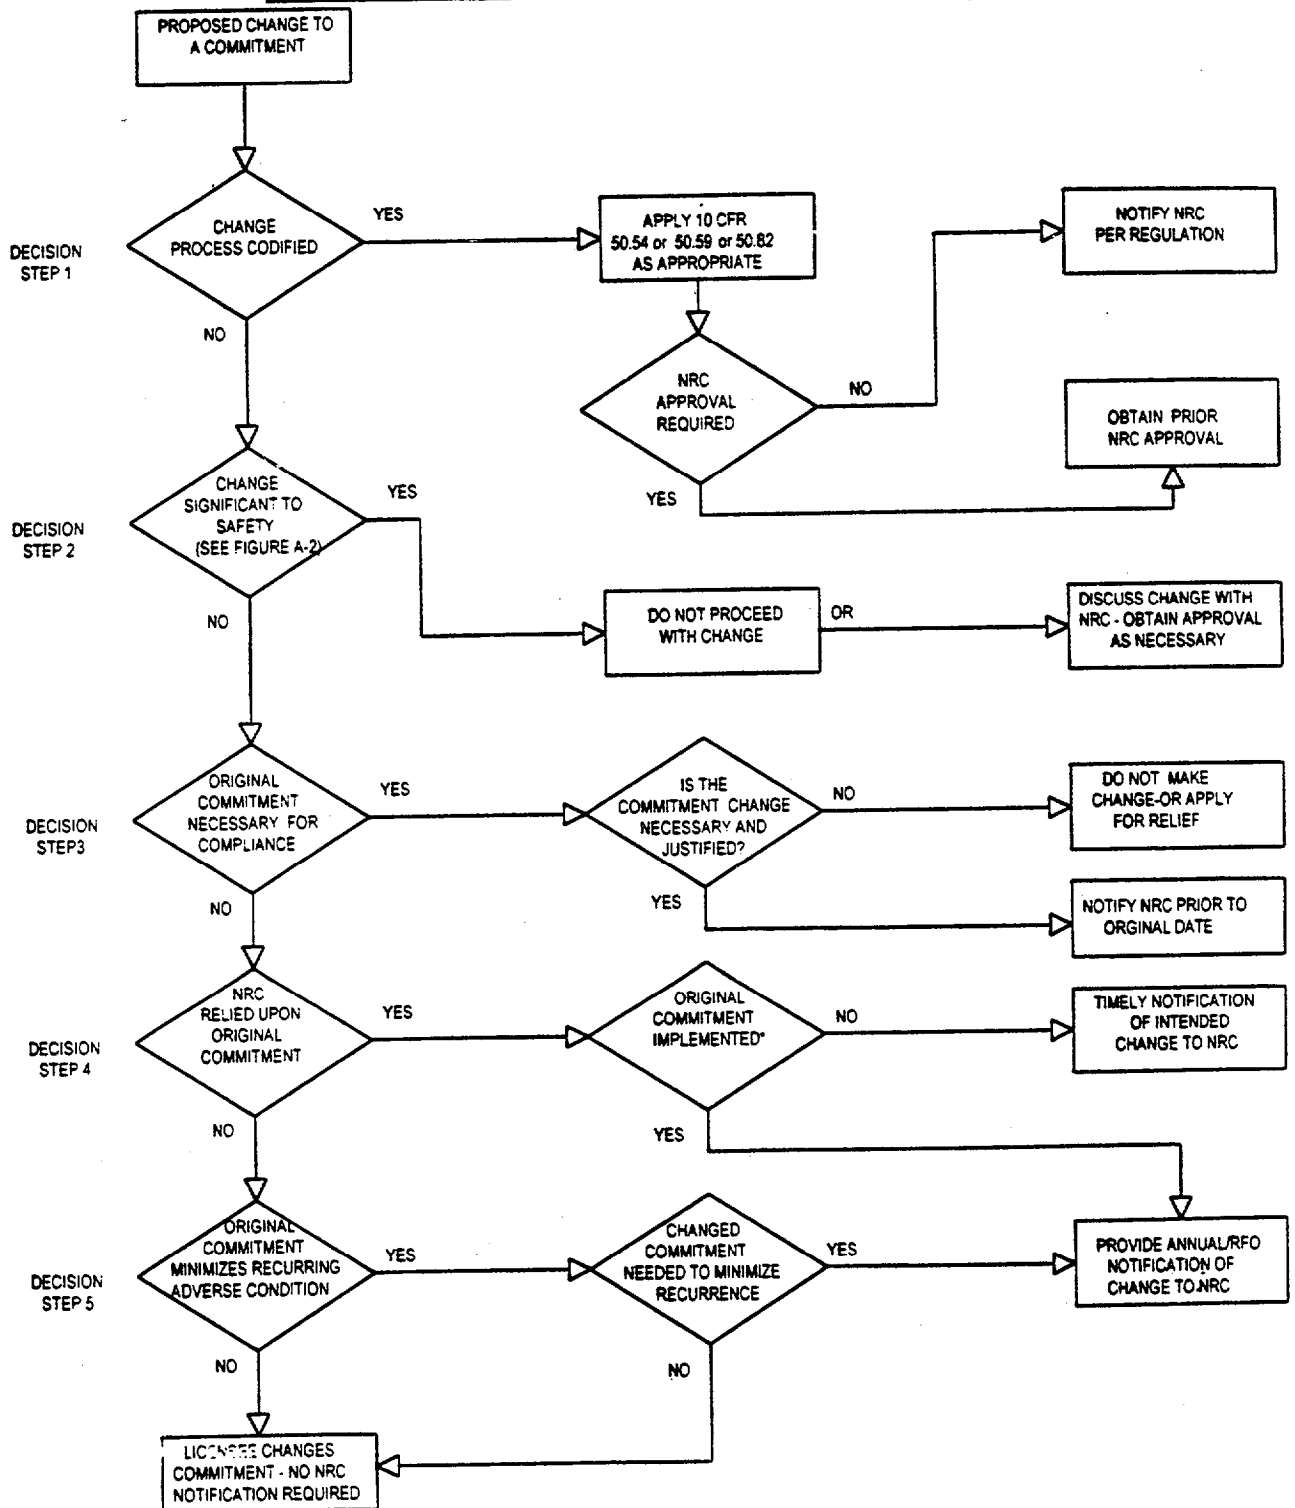 PROPOSED CHANGE TO
A COMMITMENT
DECISION
STEP 1
CHANGE
PROCESS CODIFIED
YES
NO
APPLY 10 CFR
50.54 or 50.59 or 50.82
AS APPROPRIATE
NOTIFY NRC
PER REGULATION
NRC
APPROVAL
REQUIRED
NO
YES
OBTAIN PRIOR
NRC APPROVAL
DECISION
STEP 2
CHANGE
SIGNIFICANT TO
SAFETY
(SEE FIGURE A-2)
YES
NO
DO NOT PROCEED
WITH CHANGE
OR
DISCUSS CHANGE WITH
NRC - OBTAIN APPROVAL
AS NECESSARY
DECISION
STEP3
ORIGINAL
COMMITMENT
NECESSARY FOR
COMPLIANCE
YES
NO
IS THE
COMMITMENT CHANGE
NECESSARY AND
JUSTIFIED?
NO
YES
DO NOT MAKE
CHANGE-OR APPLY
FOR RELIEF
NOTIFY NRC PRIOR TO
ORGINAL DATE
DECISION
STEP 4
NRC
RELIED UPON
ORIGINAL
COMMITMENT
YES
NO
ORIGINAL
COMMITMENT
IMPLEMENTED*
NO
YES
TIMELY NOTIFICATION
OF INTENDED
CHANGE TO NRC
DECISION
STEP 5
ORIGINAL
COMMITMENT
MINIMIZES RECURRING
ADVERSE CONDITION
YES
NO
CHANGED
COMMITMENT
NEEDED TO MINIMIZE
RECURRENCE
YES
NO
PROVIDE ANNUAL/RFO
NOTIFICATION OF
CHANGE TO NRC
LICENSEE CHANGES
COMMITMENT - NO NRC
NOTIFICATION REQUIRED